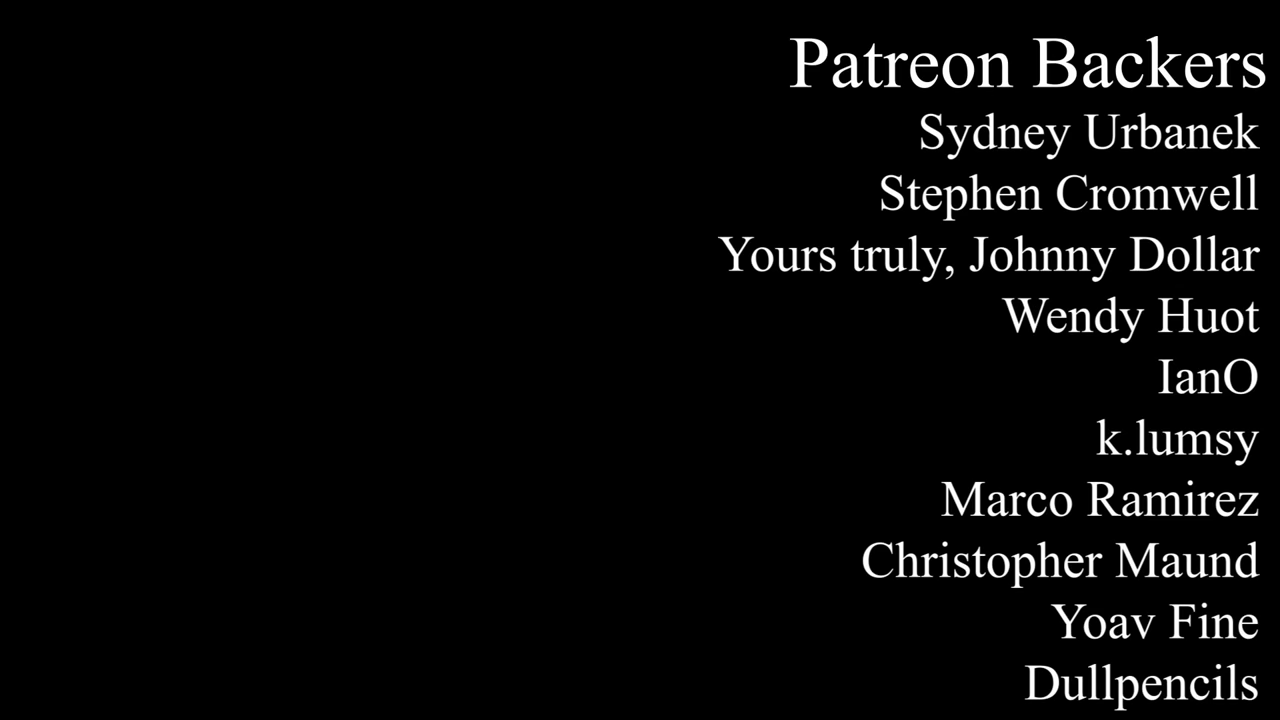 Patreon Backers
Sydney Urbanek
Stephen Cromwell
Yours truly, Johnny Dollar
Wendy Huot
IanO
k.lumsy
Marco Ramirez
Christopher Maund
Yoav Fine
Dullpencils